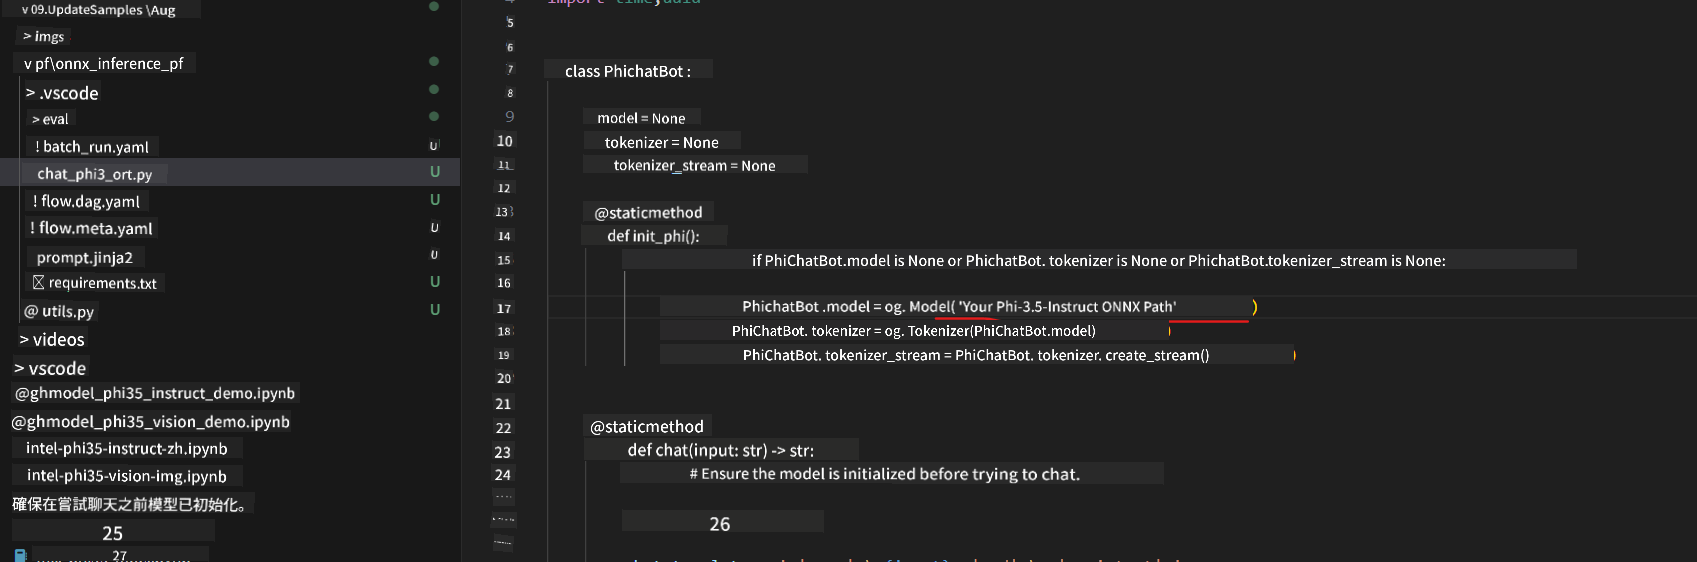 v 09.UpdateSamples \Aug
> imgs
v pf\onnx_inference_pf
> .vscode
> eval
! batch_run.yaml U
chat_phi3_ort.py U
! flow.dag.yaml U
! flow.meta.yaml U
prompt.jinja2 U
requirements.txt U
@ utils.py U
> videos
> vscode
@ghmodel_phi35_instruct_demo.ipynb
@ghmodel_phi35_vision_demo.ipynb
intel-phi35-instruct-zh.ipynb
intel-phi35-vision-img.ipynb
確保在嘗試聊天之前模型已初始化。
25
27
5
6
7 class PhichatBot :
8
9 model = None
10 tokenizer = None
11 tokenizer_stream = None
12
13 @staticmethod
14 def init_phi():
15 if PhiChatBot.model is None or PhichatBot. tokenizer is None or PhichatBot.tokenizer_stream is None:
16
17 PhichatBot .model = og. Model( 'Your Phi-3.5-Instruct ONNX Path' )
18 PhiChatBot. tokenizer = og. Tokenizer(PhiChatBot.model) )
19 PhiChatBot. tokenizer_stream = PhiChatBot. tokenizer. create_stream() )
20
21
22 @staticmethod
23 def chat(input: str) -> str:
24 # Ensure the model is initialized before trying to chat.
26